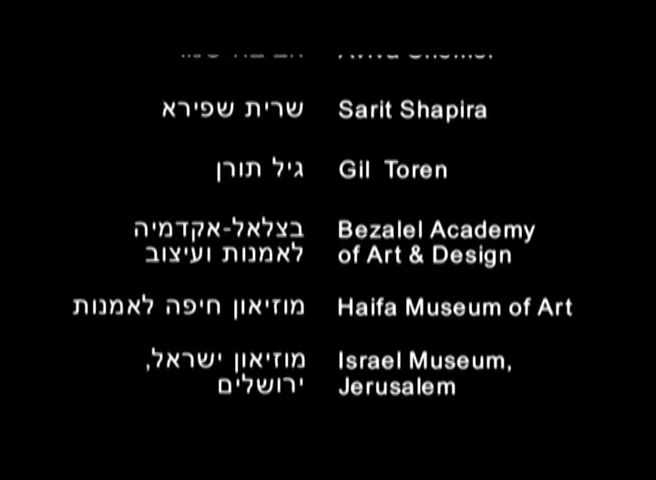 שרית שפירא Sarit Shapira
גיל תורן Gil Toren
בצלאל-אקדמיה Bezalel Academy
לאמנות ועיצוב of Art & Design
מוזיאון חיפה לאמנות Haifa Museum of Art
מוזיאון ישראל, Israel Museum,
ירושלים Jerusalem